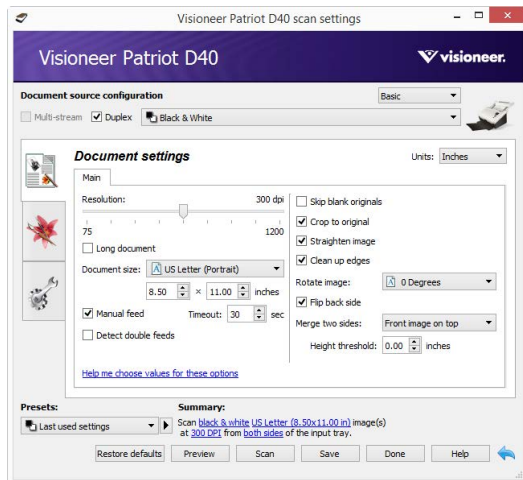 Visioneer Patriot D40 scan settings
Visioneer Patriot D40
visioneer.
Document source configuration
Basic
Multi-stream Duplex Black & White
Document settings
Units: Inches
Main
Resolution: 300 dpi
75 1200
Long document
Document size: US Letter (Portrait)
8.50 × 11.00 inches
Manual feed Timeout: 30 sec
Detect double feeds
Help me choose values for these options
Skip blank originals
Crop to original
Straighten image
Clean up edges
Rotate image: 0 Degrees
Flip back side
Merge two sides: Front image on top
Height threshold: 0.00 inches
Presets:
Last used settings
Summary:
Scan black & white US Letter (8.50x11.00 in) image(s)
at 300 DPI from both sides of the input tray.
Restore defaults Preview Scan Save Done Help